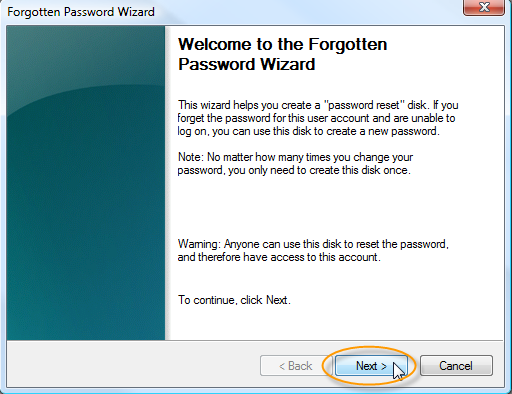 Forgotten Password Wizard
Welcome to the Forgotten
Password Wizard
This wizard helps you create a "password reset" disk. If you
forget the password for this user account and are unable to
log on, you can use this disk to create a new password.
Note: No matter how many times you change your
password, you only need to create this disk once.
Warning: Anyone can use this disk to reset the password,
and therefore have access to this account.
To continue, click Next.
< Back
Next >
Cancel